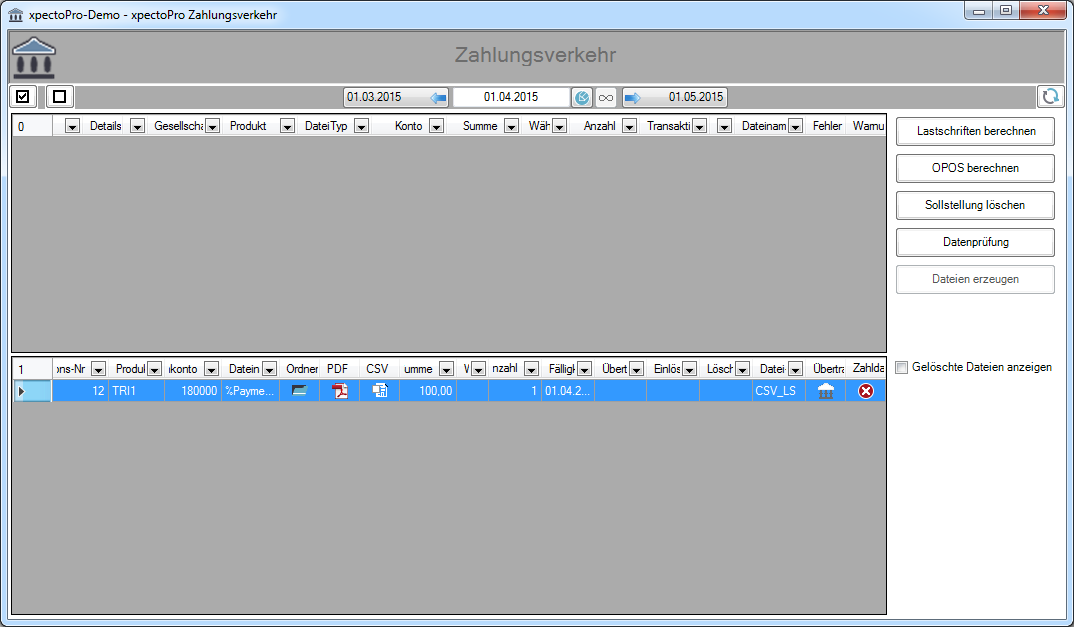 xpectoPro-Demo - xpectoPro Zahlungsverkehr
Zahlungsverkehr
01.03.2015 01.04.2015 01.05.2015
0 Details Gesellscha Produkt DateiTyp Konto Summe Wäh Anzahl Transakti Dateinam Fehler Warnu
Lastschriften berechnen
OPOS berechnen
Sollstellung löschen
Datenprüfung
Dateien erzeugen
1 ons-Nr Produl konto Datein Ordner PDF CSV umme W nzahl Fällig Übert Einlös Lösch Datei Übertra Zahlda
Gelöschte Dateien anzeigen
12 TRI1 180000 %Payme... 100,00 1 01.04.2... CSV_LS